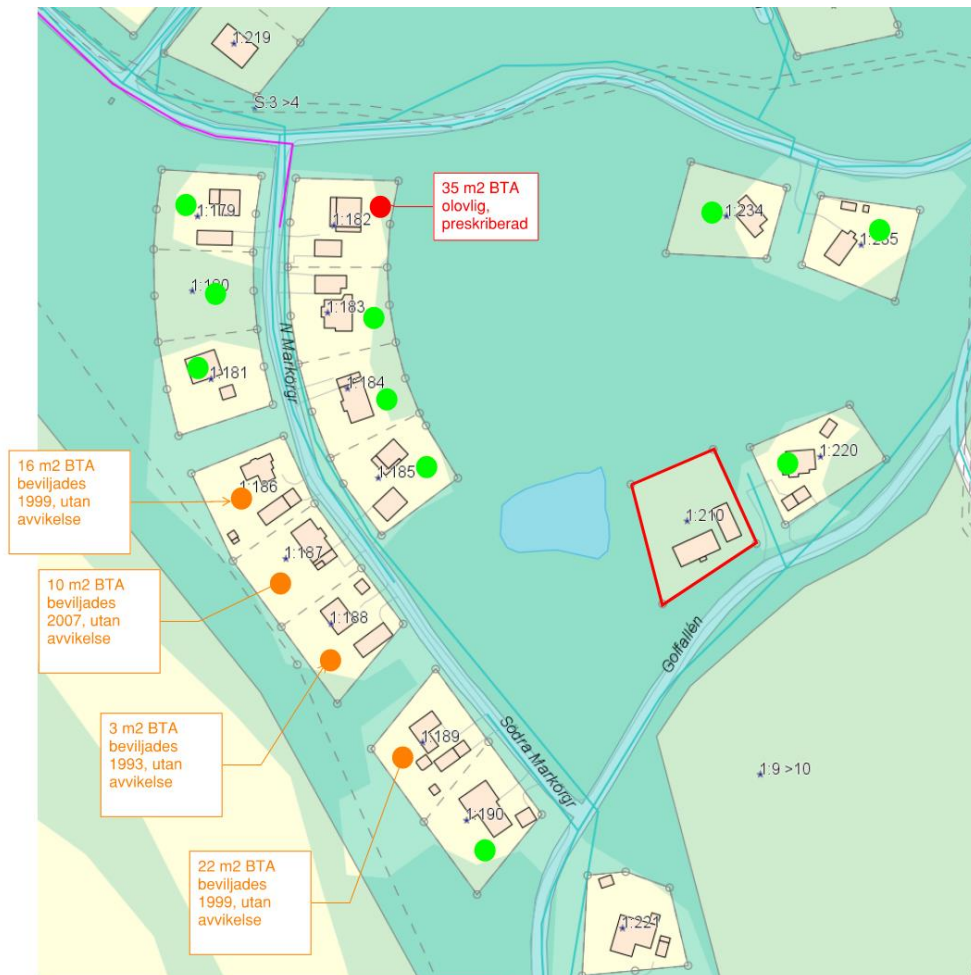 1:219
S:3 >4
35 m2 BTA
olovlig,
preskriberad
1:179
1:182
1:234
1:235
1:180
1:183
N Markörgr
1:181
1:184
16 m2 BTA
beviljades
1999, utan
avvikelse
1:186
1:185
1:220
1:210
10 m2 BTA
beviljades
2007, utan
avvikelse
1:187
1:188
Golfallén
3 m2 BTA
beviljades
1993, utan
avvikelse
1:189
Södra Markörgr
1:9 >10
1:190
22 m2 BTA
beviljades
1999, utan
avvikelse
1:221